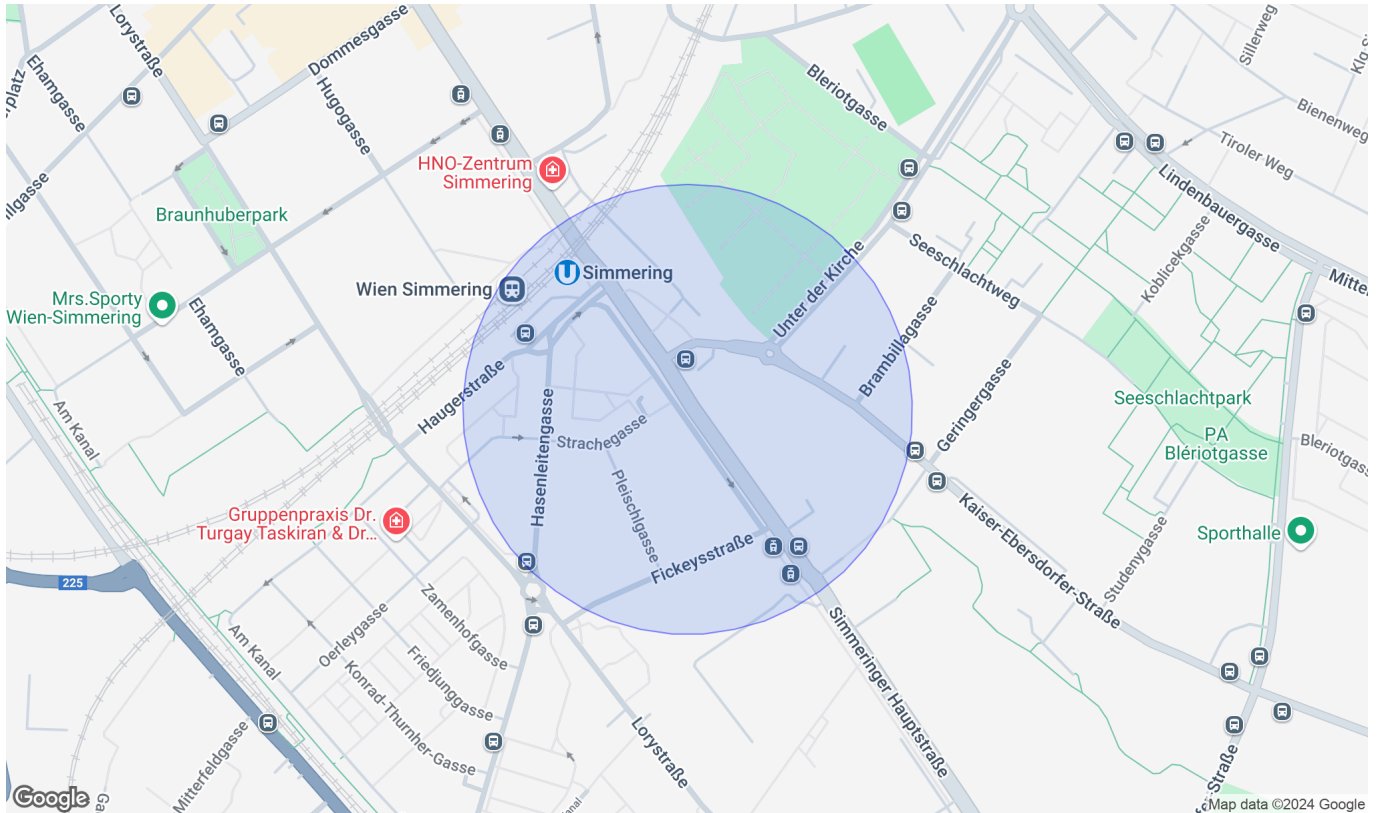 Lorystraße
Dommesgasse
Ehamgasse
Hugogasse
HNO-Zentrum
Simmering
Braunhuberpark
Bleriotgasse
Sillerweg
Bienenweg
Tiroler Weg
Lindenbauergasse
Koblicekgasse
Seeschlachtweg
Unter der Kirche
Brambillagasse
Geringergasse
Simmering
Wien Simmering
Mrs.Sporty
Wien-Simmering
Ehamgasse
Am Kanal
Haugerstraße
Hasenleitengasse
Strachegasse
Pleischlgasse
Fickeysstraße
Seeschlachtpark
PA
Blériotgasse
Sporthalle
Kaiser-Ebersdorfer-Straße
Studenygasse
Simmeringer Hauptstraße
Gruppenpraxis Dr.
Turgay Taskiran & Dr...
225
Am Kanal
Oerleygasse
Zamenhofgasse
Friedjunggasse
Konrad-Thurnher-Gasse
Lorystraße
Mitterfeldgasse
Google
Map data ©2024 Google